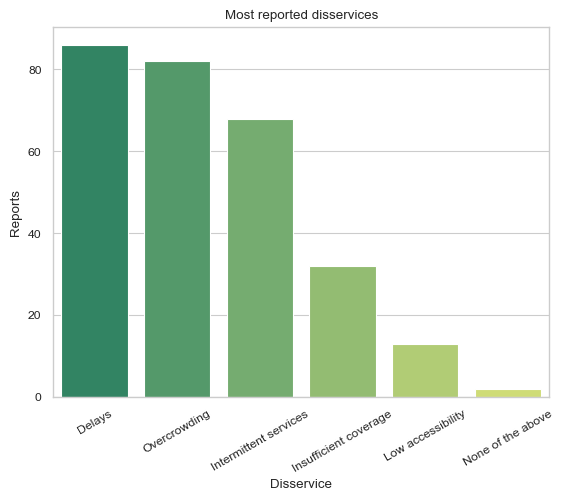 Most reported disservices
Reports
80
60
40
20
0
Delays
Overcrowding
Intermittent services
Insufficient coverage
Low accessibility
None of the above
Disservice